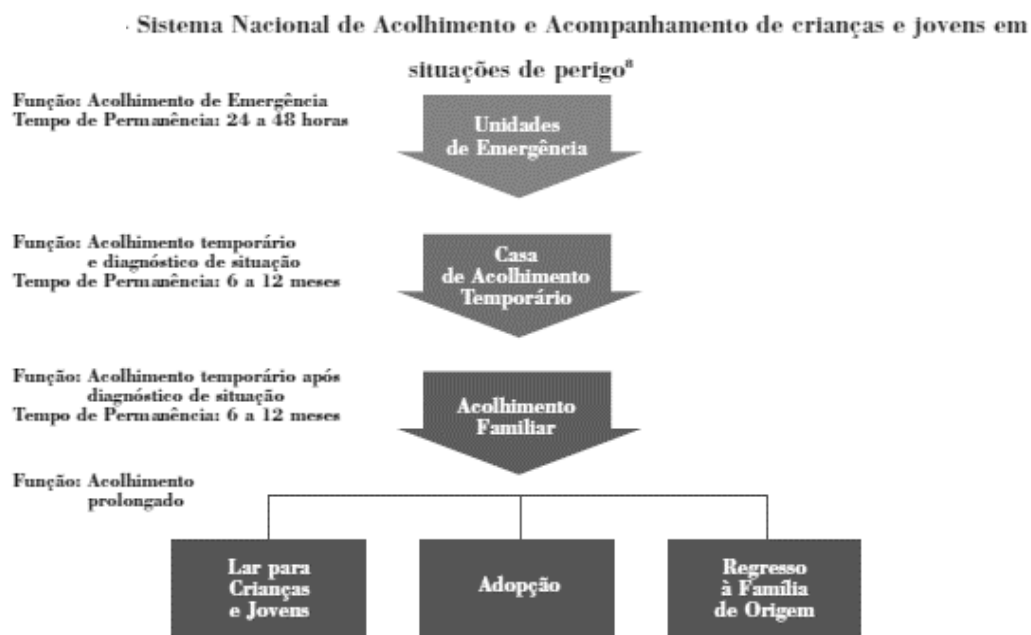 · Sistema Nacional de Acolhimento e Acompanhamento de crianças e jovens em
situações de perigo⁸
Função: Acolhimento de Emergência
Tempo de Permanência: 24 a 48 horas
Unidades
de Emergência
Função: Acolhimento temporário
e diagnóstico de situação
Tempo de Permanência: 6 a 12 meses
Casa
de Acolhimento
Temporário
Função: Acolhimento temporário após
diagnóstico de situação
Tempo de Permanência: 6 a 12 meses
Acolhimento
Familiar
Função: Acolhimento
prolongado
Lar para
Crianças
e Jovens
Adopção
Regresso
à Família
de Origem